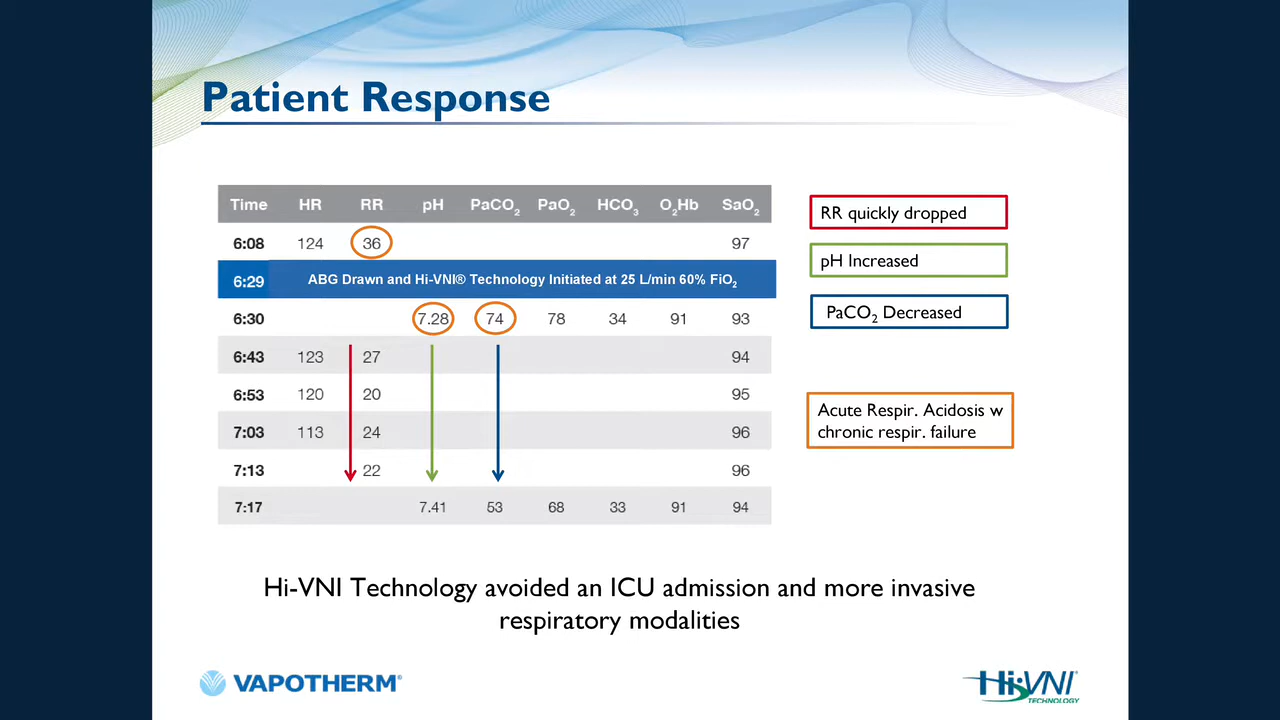 Patient Response
Time HR RR pH PaCO2 PaO2 HCO3 O2Hb SaO2
6:08 124 36 97
6:29 ABG Drawn and Hi-VNI® Technology Initiated at 25 L/min 60% FiO2
6:30 7.28 74 78 34 91 93
6:43 123 27 94
6:53 120 20 95
7:03 113 24 96
7:13 22 96
7:17 7.41 53 68 33 91 94
RR quickly dropped
pH Increased
PaCO2 Decreased
Acute Respir. Acidosis w
chronic respir. failure
Hi-VNI Technology avoided an ICU admission and more invasive
respiratory modalities
VAPOTHERM®
Hi-VNI®
TECHNOLOGY